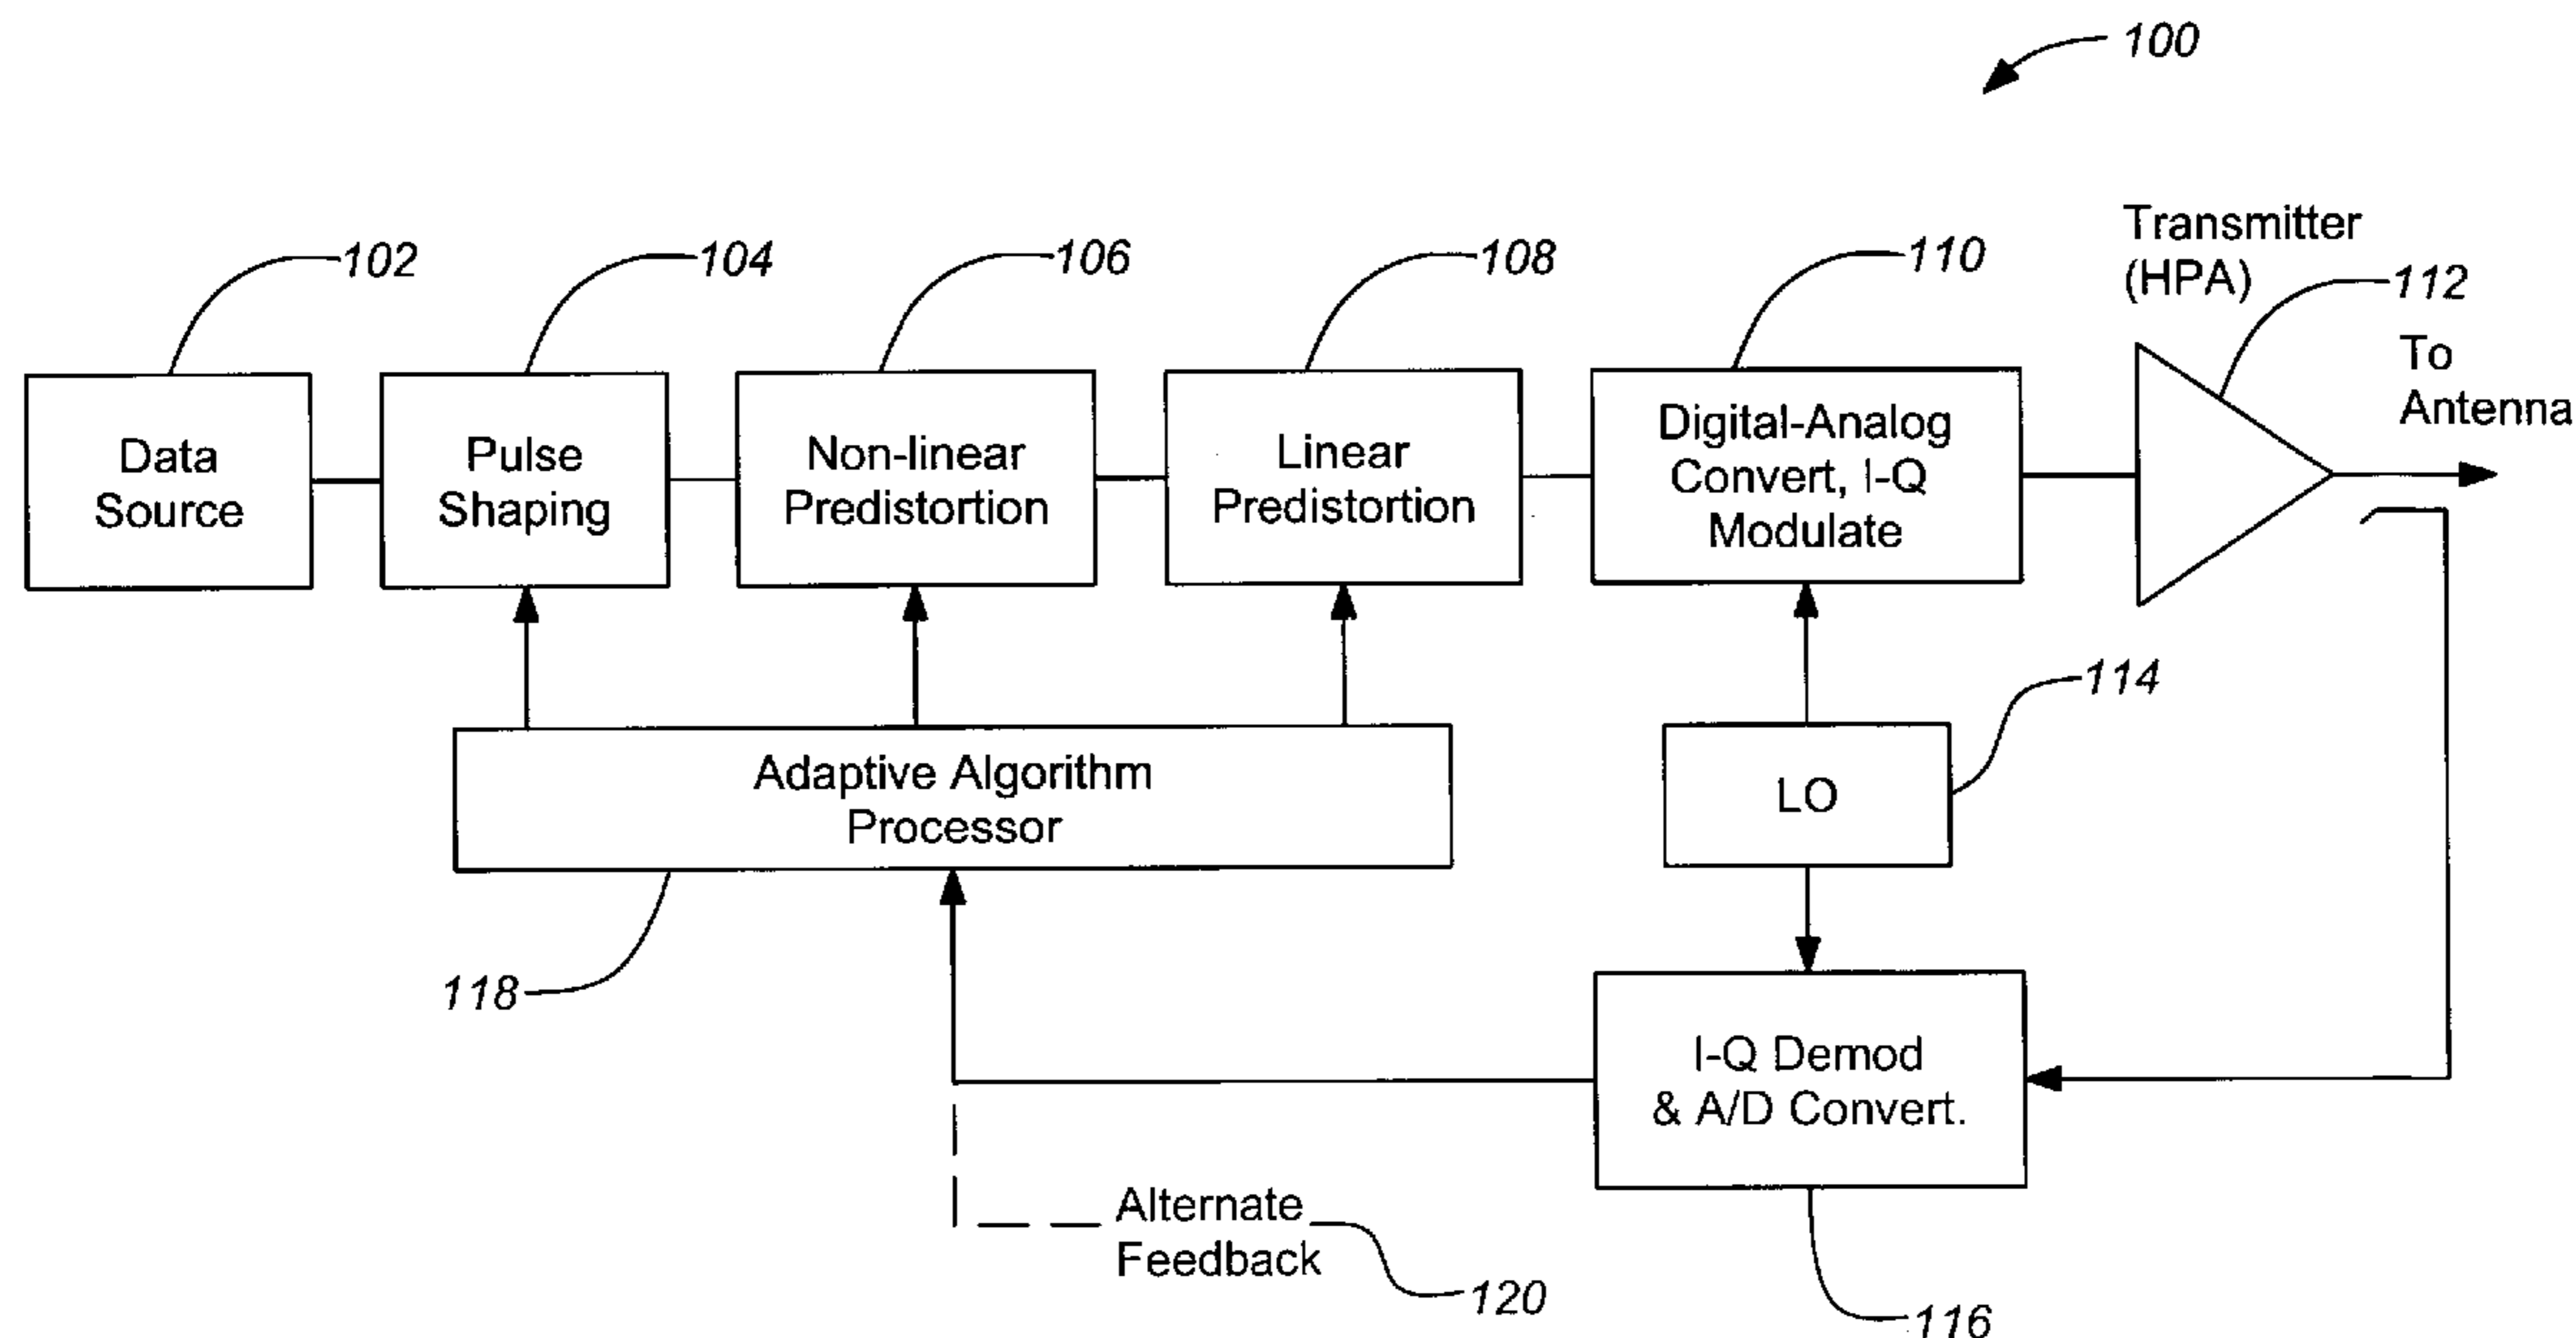 100
102
104
106
108
110
Transmitter
(HPA)
112
To
Antenna
Data
Source
Pulse
Shaping
Non-linear
Predistortion
Linear
Predistortion
Digital-Analog
Convert, I-Q
Modulate
114
Adaptive Algorithm
Processor
LO
118
I-Q Demod
& A/D Convert.
Alternate
Feedback
120
116